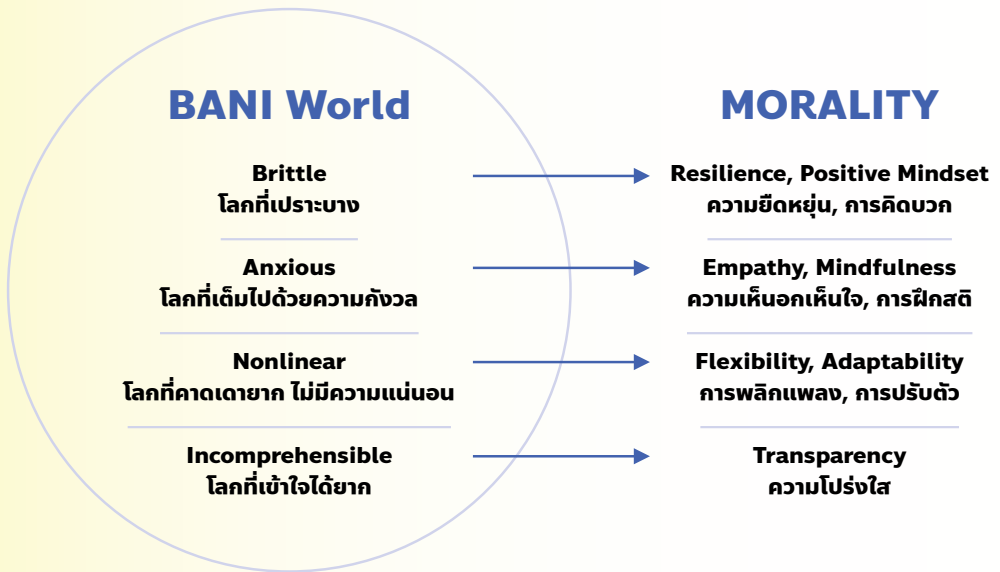 BANI World
MORALITY
Brittle
โลกที่เปราะบาง
Resilience, Positive Mindset
ความยืดหยุ่น, การคิดบวก
Anxious
โลกที่เต็มไปด้วยความกังวล
Empathy, Mindfulness
ความเห็นอกเห็นใจ, การฝึกสติ
Nonlinear
โลกที่คาดเดายาก ไม่มีความแน่นอน
Flexibility, Adaptability
การพลิกแพลง, การปรับตัว
Incomprehensible
โลกที่เข้าใจได้ยาก
Transparency
ความโปร่งใส